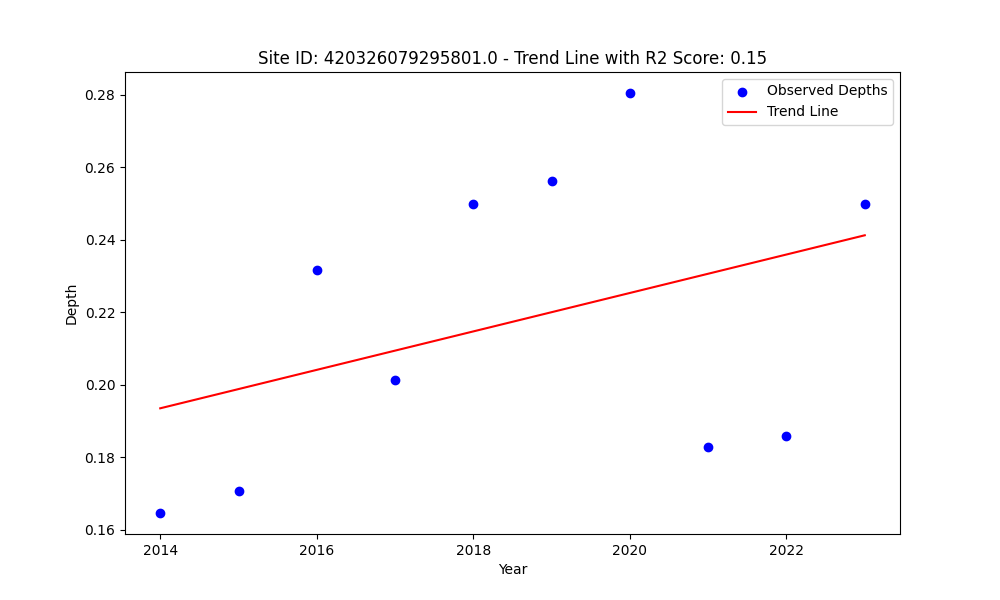 Site ID: 420326079295801.0 - Trend Line with R2 Score: 0.15
Observed Depths
Trend Line
Depth
0.28
0.26
0.24
0.22
0.20
0.18
0.16
2014
2016
2018
2020
2022
Year